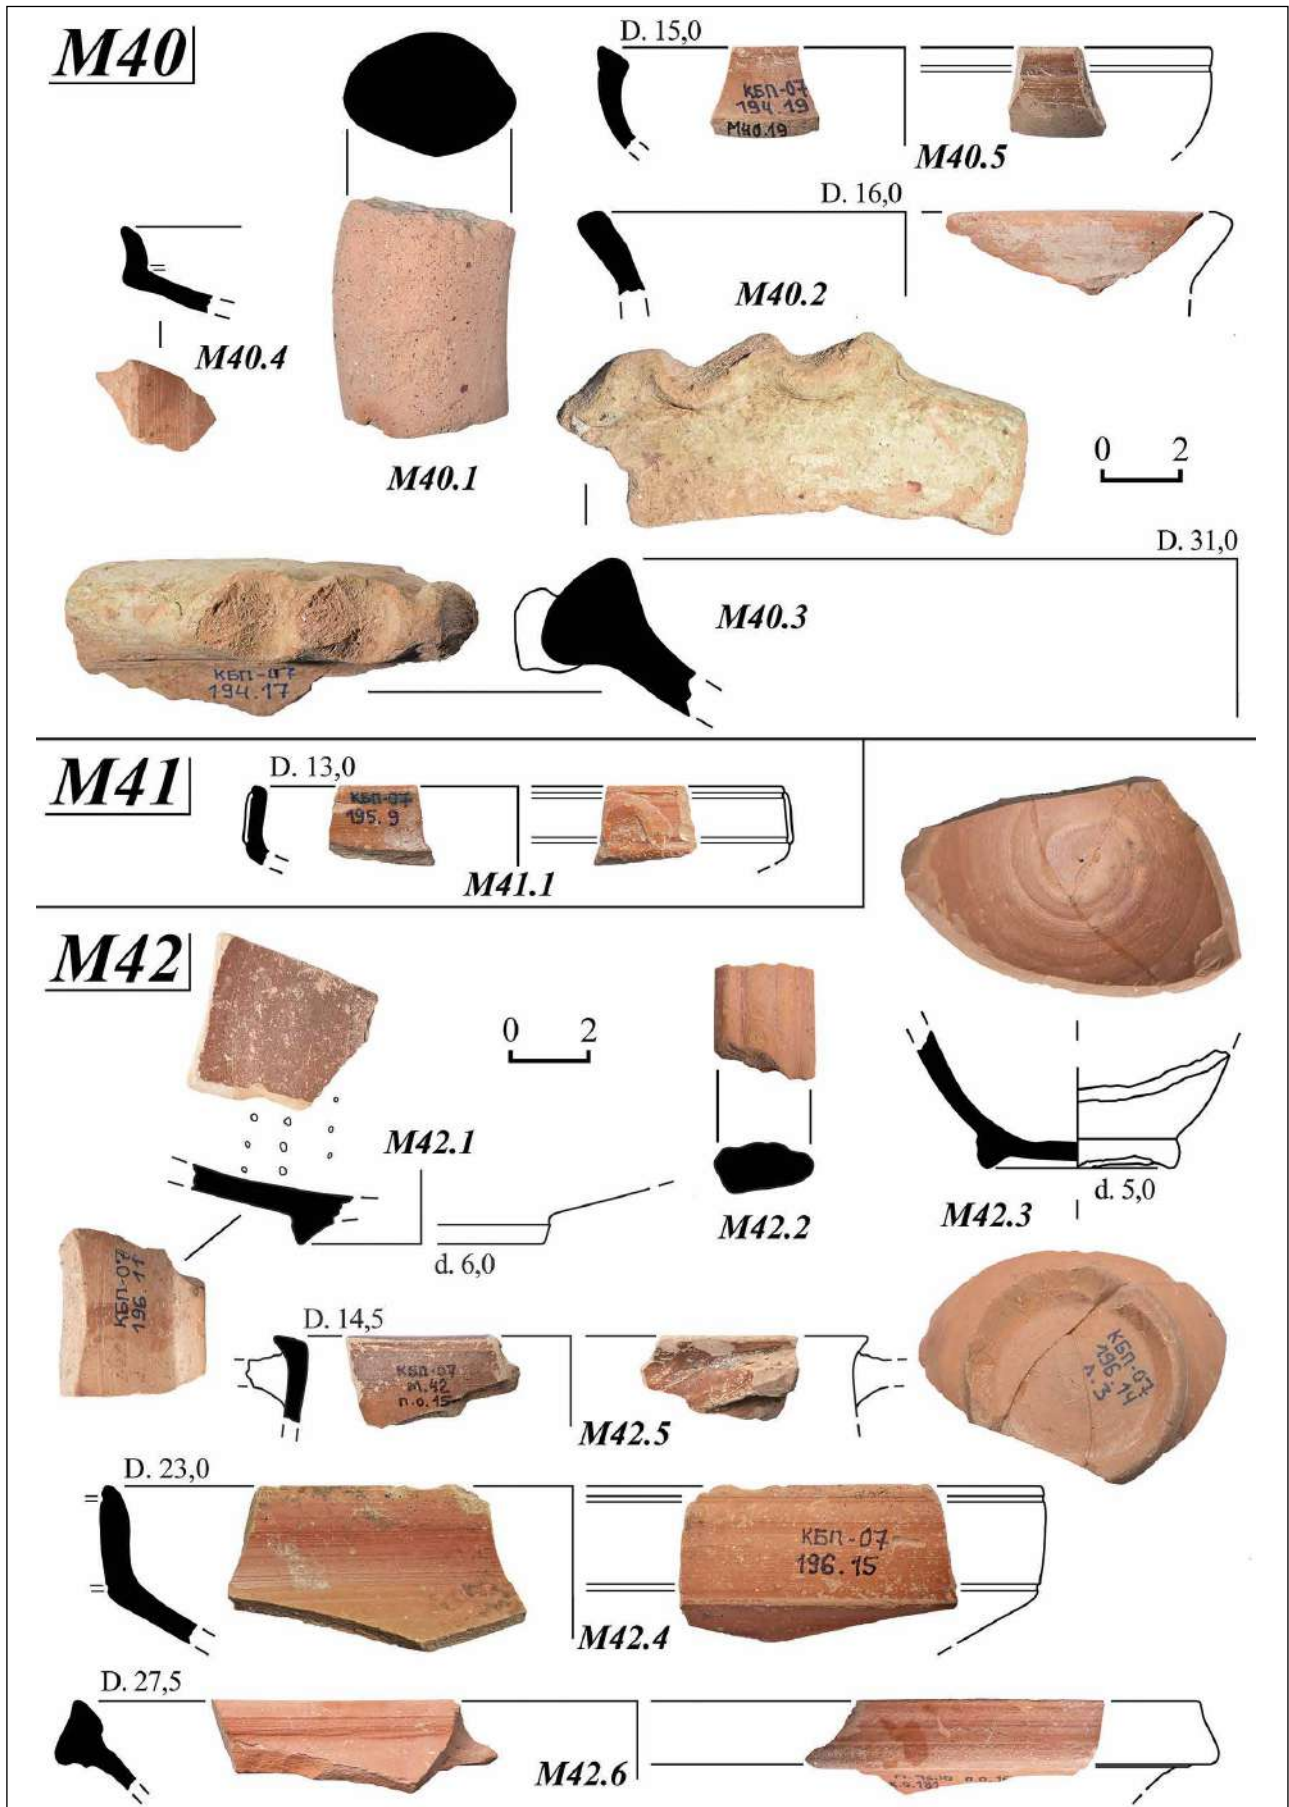 M40
D. 15,0
КБП-07
194.19
M40.19
M40.5
D. 16,0
M40.2
M40.4
M40.1
0 2
D. 31,0
M40.3
КБП-07
194.17
M41
D. 13,0
КБП-07
195.9
M41.1
M42
0 2
M42.1
M42.2
d. 5,0
M42.3
d. 6,0
КБП-07
196.11
D. 14,5
КБП-07
М.42
п.о.15
M42.5
КБП-07
196.14
л.3
D. 23,0
КБП-07
196.15
M42.4
D. 27,5
M42.6